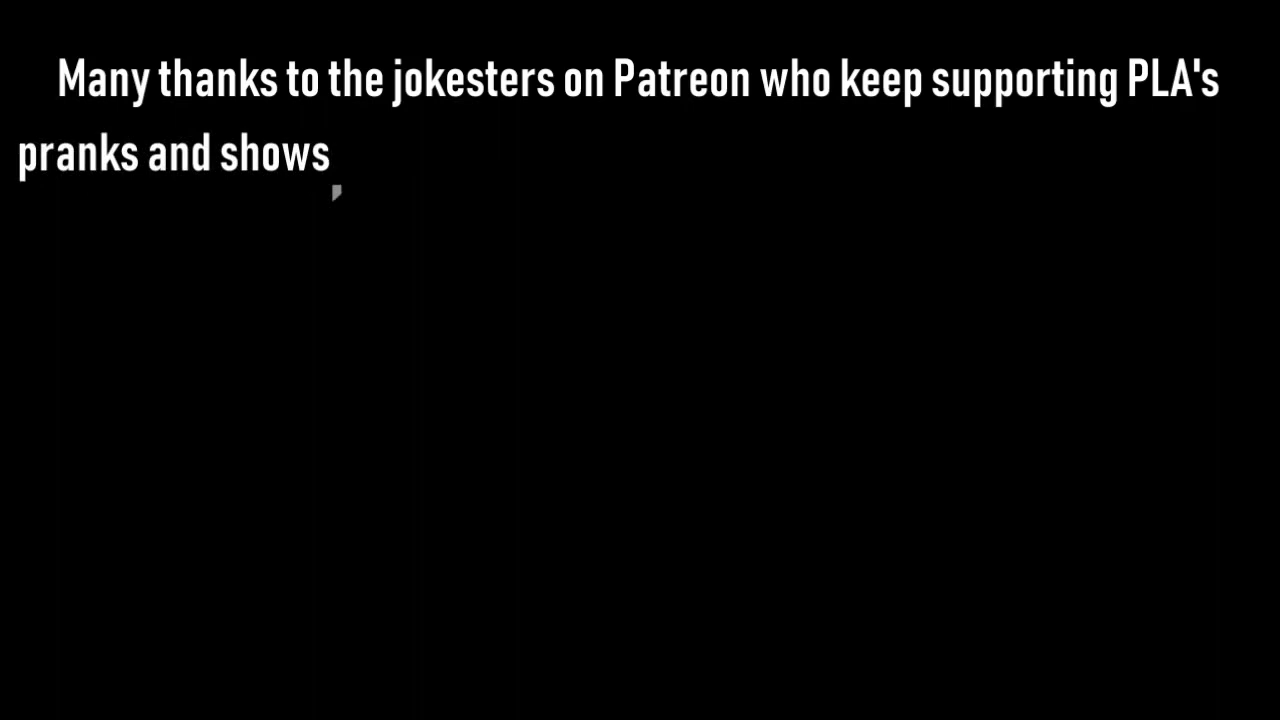 Many thanks to the jokesters on Patreon who keep supporting PLA's
pranks and shows,